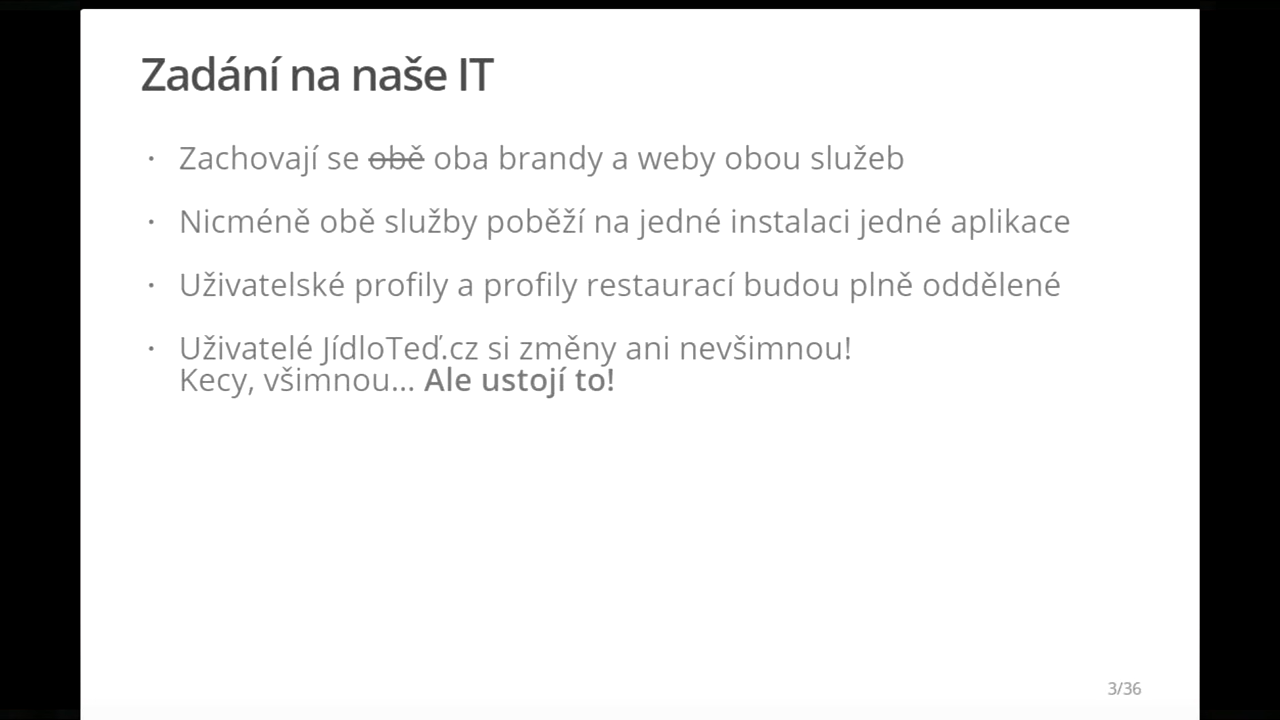 Zadání na naše IT
· Zachovají se obě oba brandy a weby obou služeb
· Nicméně obě služby poběží na jedné instalaci jedné aplikace
· Uživatelské profily a profily restaurací budou plně oddělené
· Uživatelé JídloTeď.cz si změny ani nevšimnou!
Kecy, všimnou... Ale ustojí to!
3/36